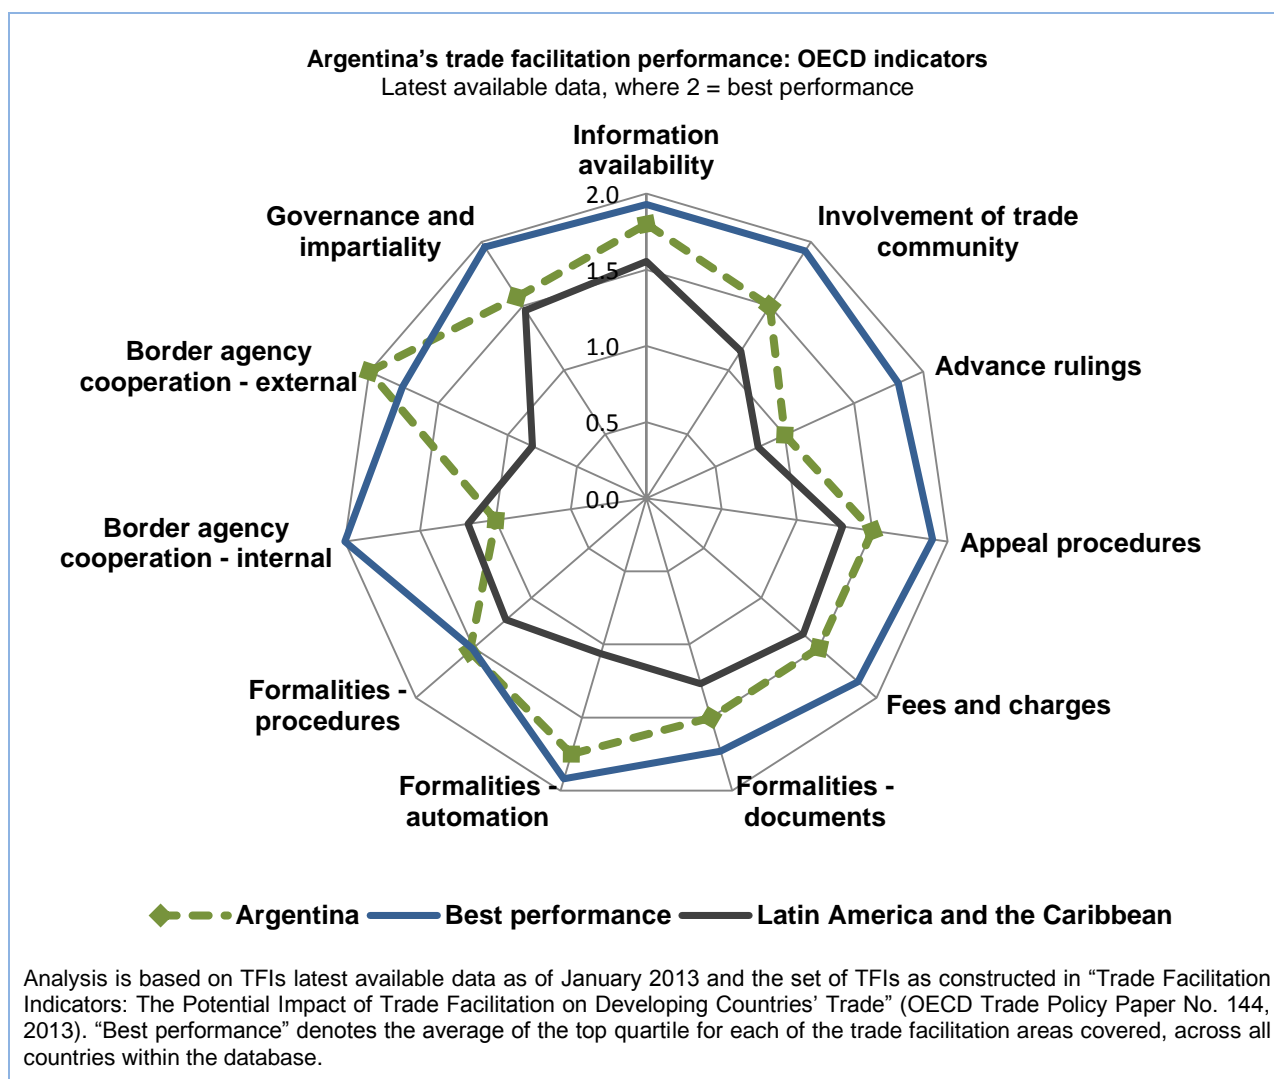 Argentina’s trade facilitation performance: OECD indicators
Latest available data, where 2 = best performance
Information
availability
Governance and
impartiality
Involvement of trade
community
Border agency
cooperation - external
Advance rulings
Border agency
cooperation - internal
Appeal procedures
Formalities -
procedures
Fees and charges
Formalities -
automation
Formalities -
documents
2.0
1.5
1.0
0.5
0.0
Argentina
Best performance
Latin America and the Caribbean
Analysis is based on TFIs latest available data as of January 2013 and the set of TFIs as constructed in “Trade Facilitation
Indicators: The Potential Impact of Trade Facilitation on Developing Countries’ Trade” (OECD Trade Policy Paper No. 144,
2013). “Best performance” denotes the average of the top quartile for each of the trade facilitation areas covered, across all
countries within the database.